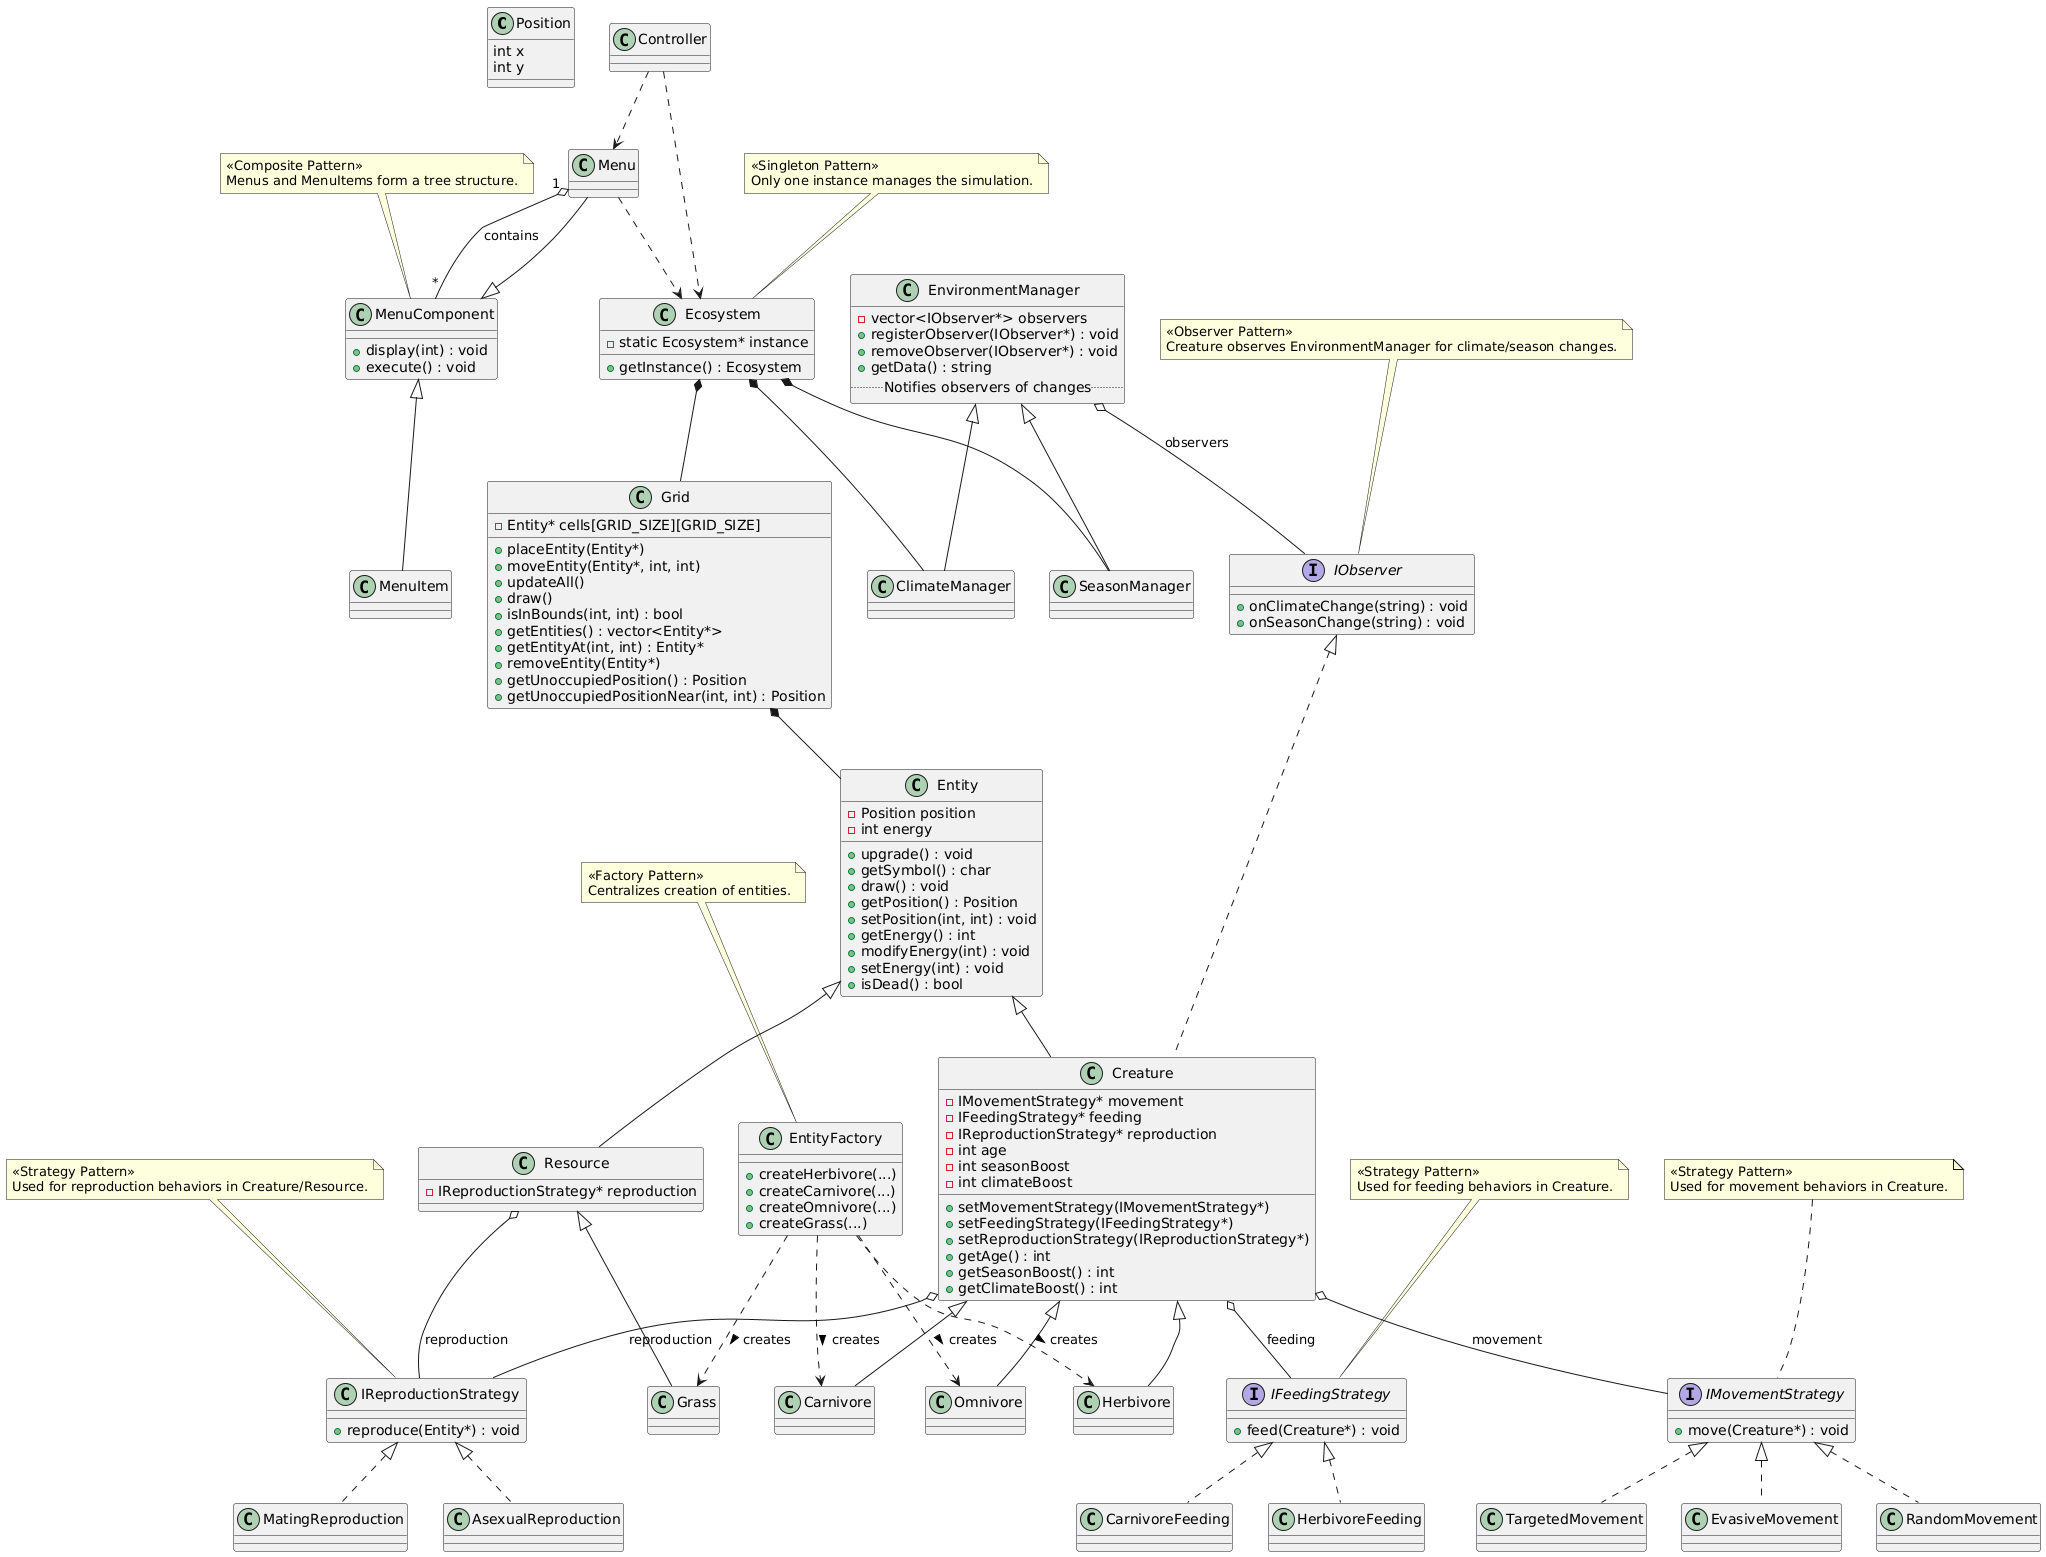 C Position
int x
int y
C Controller
«Composite Pattern»
Menus and MenuItems form a tree structure.
C Menu
«Singleton Pattern»
Only one instance manages the simulation.
1
contains
*
C MenuComponent
display(int) : void
execute() : void
C Ecosystem
static Ecosystem* instance
getInstance() : Ecosystem
C EnvironmentManager
vector<IObserver*> observers
registerObserver(IObserver*) : void
removeObserver(IObserver*) : void
getData() : string
Notifies observers of changes
«Observer Pattern»
Creature observes EnvironmentManager for climate/season changes.
observers
C Grid
Entity* cells[GRID_SIZE][GRID_SIZE]
placeEntity(Entity*)
moveEntity(Entity*, int, int)
updateAll()
draw()
isInBounds(int, int) : bool
getEntities() : vector<Entity*>
getEntityAt(int, int) : Entity*
removeEntity(Entity*)
getUnoccupiedPosition() : Position
getUnoccupiedPositionNear(int, int) : Position
C MenuItem
C ClimateManager
C SeasonManager
I IObserver
onClimateChange(string) : void
onSeasonChange(string) : void
C Entity
Position position
int energy
upgrade() : void
getSymbol() : char
draw() : void
getPosition() : Position
setPosition(int, int) : void
getEnergy() : int
modifyEnergy(int) : void
setEnergy(int) : void
isDead() : bool
«Factory Pattern»
Centralizes creation of entities.
C Creature
IMovementStrategy* movement
IFeedingStrategy* feeding
IReproductionStrategy* reproduction
int age
int seasonBoost
int climateBoost
setMovementStrategy(IMovementStrategy*)
setFeedingStrategy(IFeedingStrategy*)
setReproductionStrategy(IReproductionStrategy*)
getAge() : int
getSeasonBoost() : int
getClimateBoost() : int
«Strategy Pattern»
Used for reproduction behaviors in Creature/Resource.
C Resource
IReproductionStrategy* reproduction
C EntityFactory
createHerbivore(...)
createCarnivore(...)
createOmnivore(...)
createGrass(...)
«Strategy Pattern»
Used for feeding behaviors in Creature.
«Strategy Pattern»
Used for movement behaviors in Creature.
reproduction
reproduction
creates
creates
creates
creates
feeding
movement
C IReproductionStrategy
reproduce(Entity*) : void
C Grass
C Carnivore
C Omnivore
C Herbivore
I IFeedingStrategy
feed(Creature*) : void
I IMovementStrategy
move(Creature*) : void
C MatingReproduction
C AsexualReproduction
C CarnivoreFeeding
C HerbivoreFeeding
C TargetedMovement
C EvasiveMovement
C RandomMovement